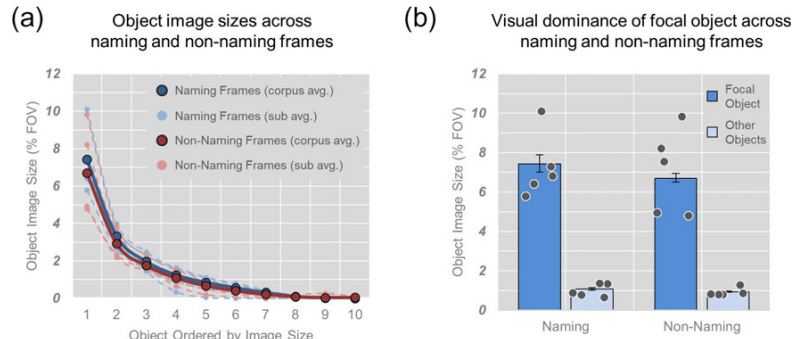 (a)
Object image sizes across
naming and non-naming frames
Object Image Size (% FOV)
12
10
8
6
4
2
0
Naming Frames (corpus avg.)
Naming Frames (sub avg.)
Non-Naming Frames (corpus avg.)
Non-Naming Frames (sub avg.)
1 2 3 4 5 6 7 8 9 10
Object Ordered by Image Size
(b)
Visual dominance of focal object across
naming and non-naming frames
Object Image Size (% FOV)
12
10
8
6
4
2
0
Focal
Object
Other
Objects
Naming Non-Naming